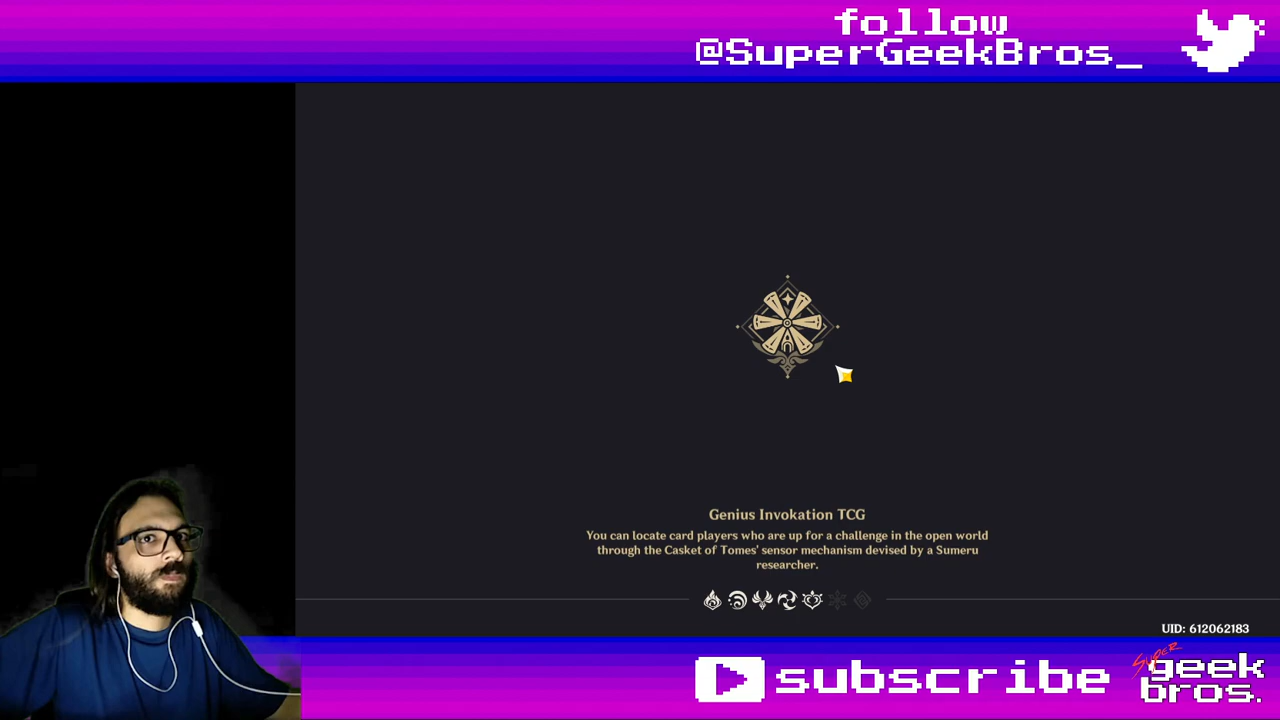 follow
@SuperGeekBros_
Genius Invokation TCG
You can locate card players who are up for a challenge in the open world
through the Casket of Tomes' sensor mechanism devised by a Sumeru
researcher.
UID: 612062183
subscribe
SUPER
geek
bros.